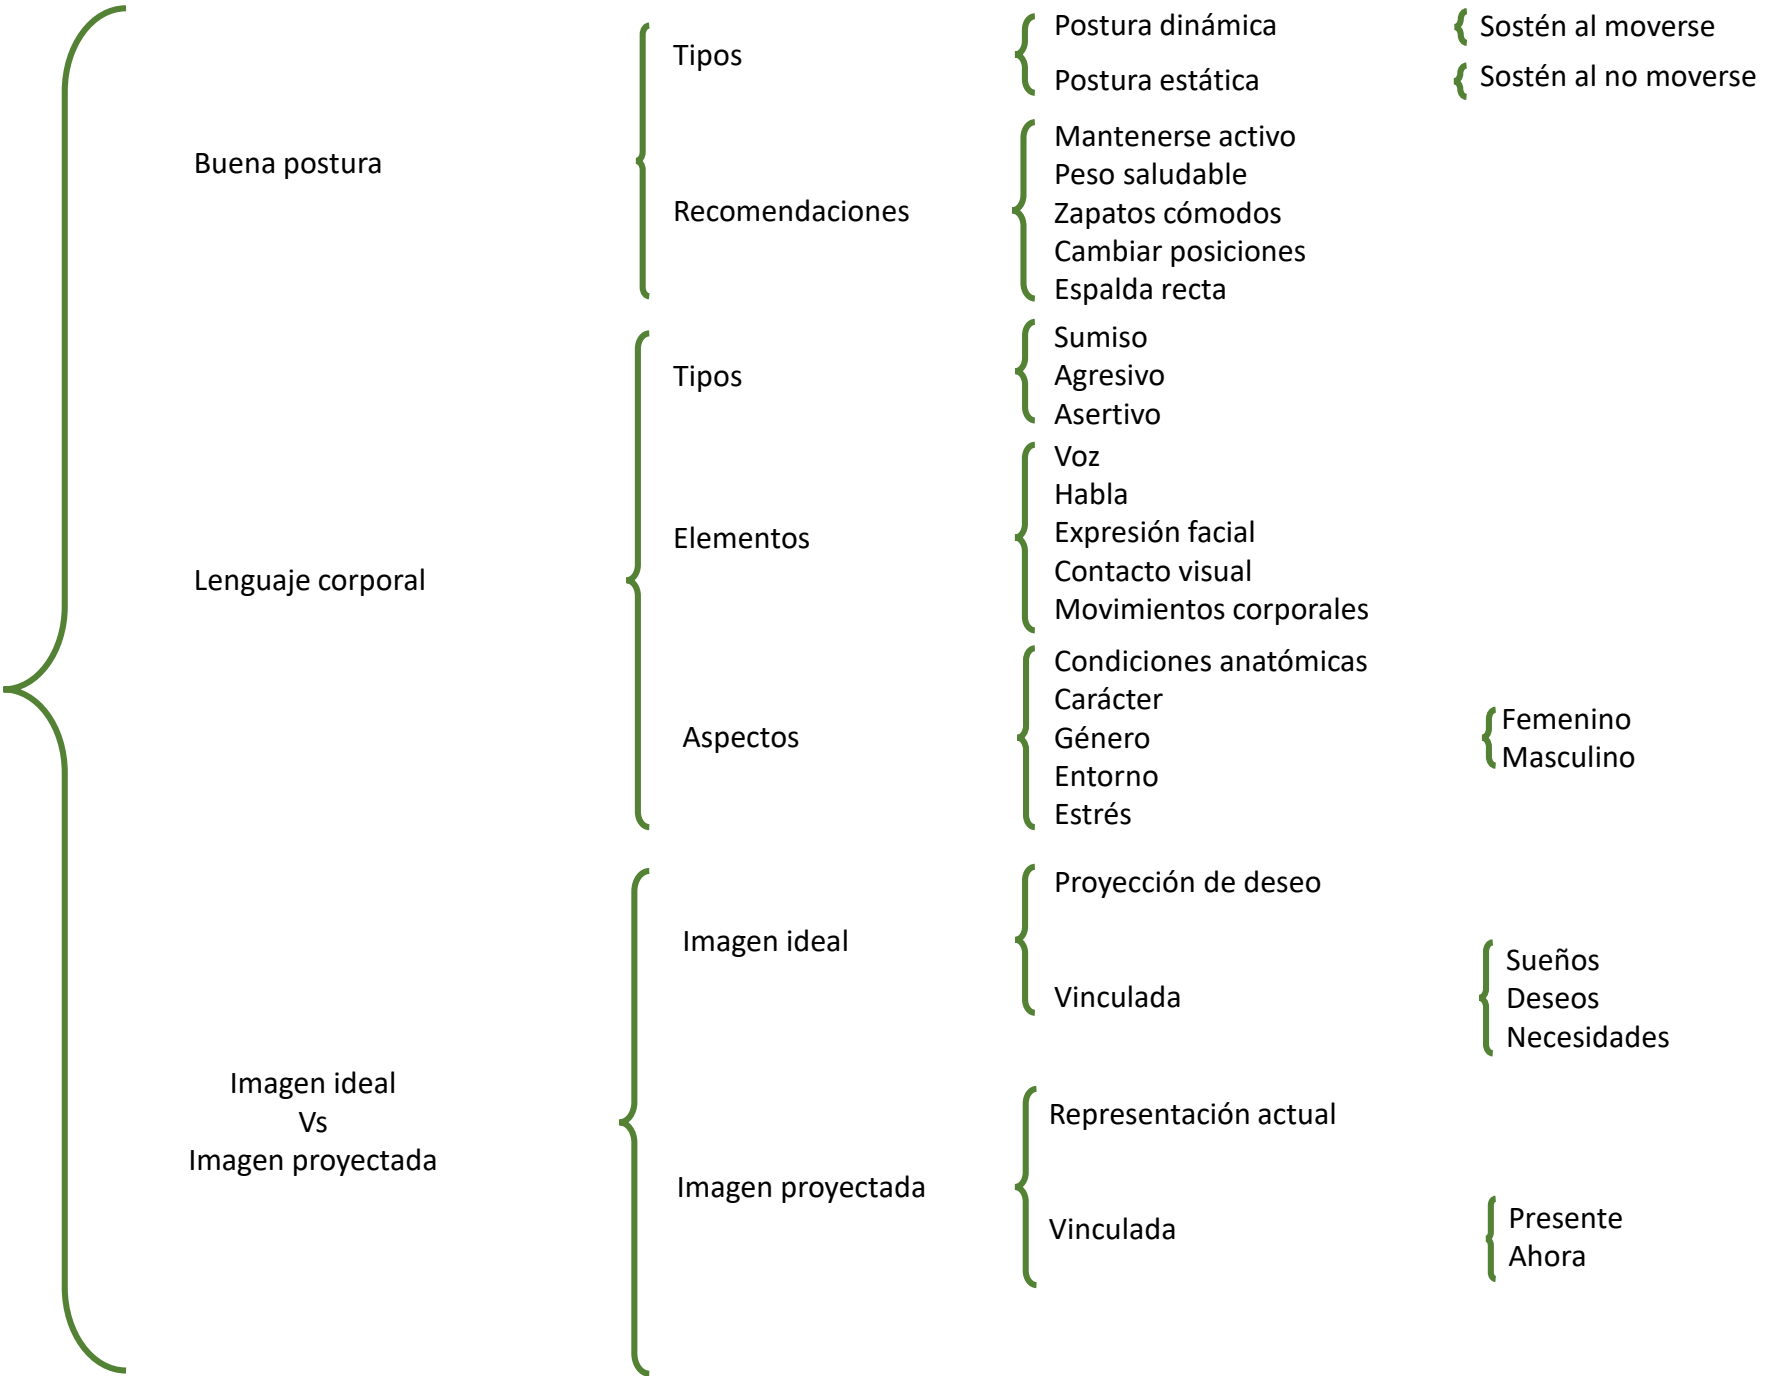 Buena postura
Tipos
Postura dinámica
Sostén al moverse
Postura estática
Sostén al no moverse
Recomendaciones
Mantenerse activo
Peso saludable
Zapatos cómodos
Cambiar posiciones
Espalda recta
Lenguaje corporal
Tipos
Sumiso
Agresivo
Asertivo
Elementos
Voz
Habla
Expresión facial
Contacto visual
Movimientos corporales
Aspectos
Condiciones anatómicas
Carácter
Género
Entorno
Estrés
Femenino
Masculino
Imagen ideal
Vs
Imagen proyectada
Imagen ideal
Proyección de deseo
Vinculada
Sueños
Deseos
Necesidades
Imagen proyectada
Representación actual
Vinculada
Presente
Ahora